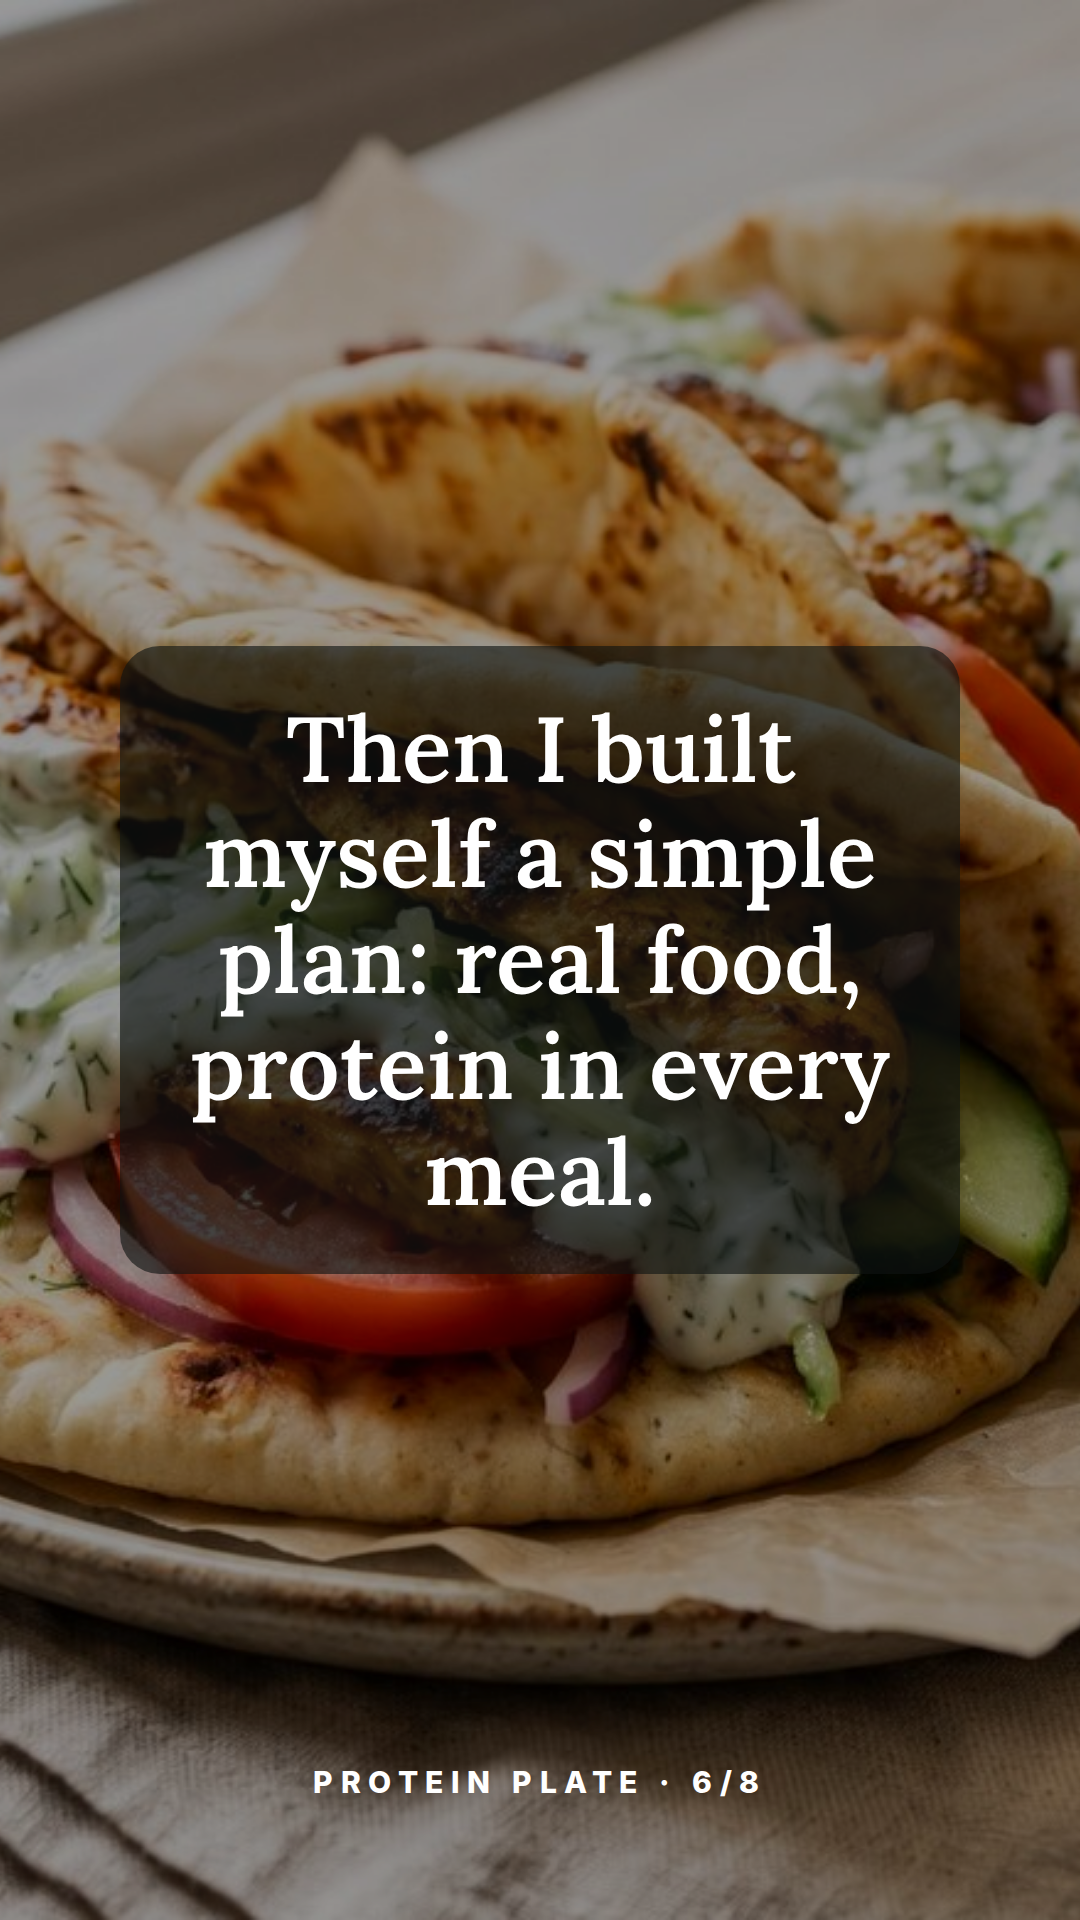 Then I built
myself a simple
plan: real food,
protein in every
meal.
PROTEIN PLATE · 6/8